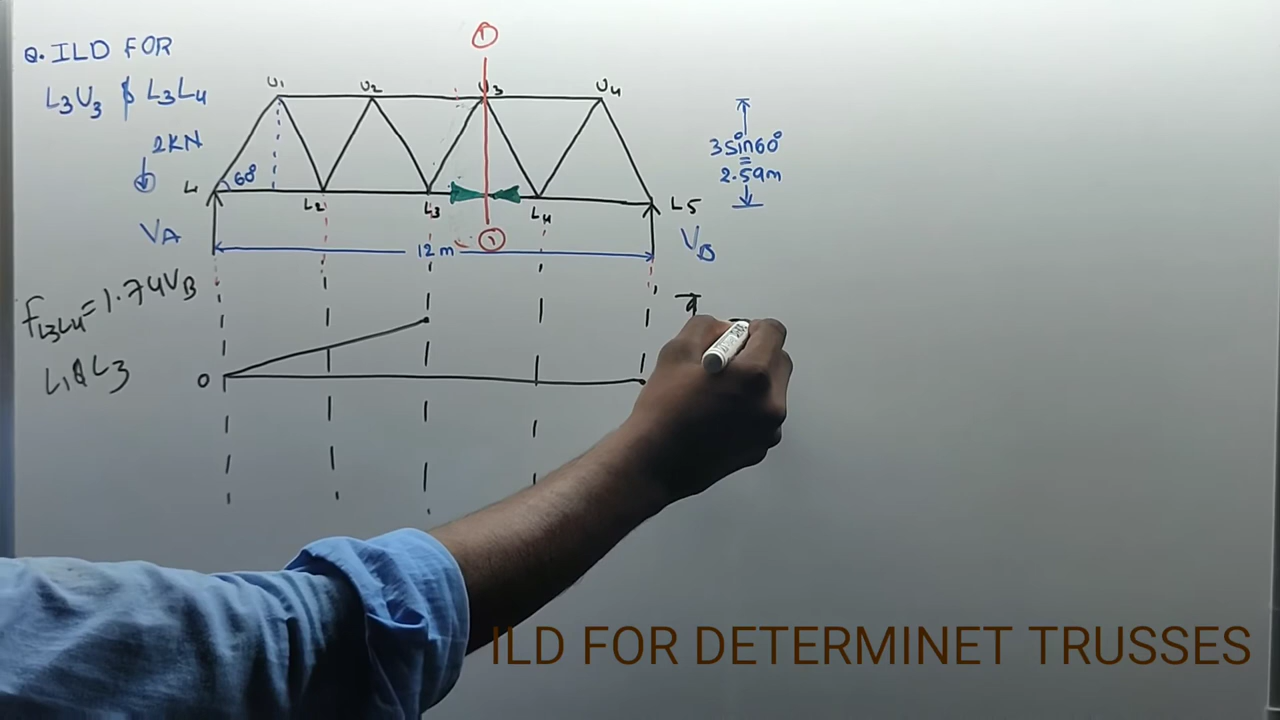 Q. ILD FOR
L3U3 & L3L4
2KN
60°
U1
U2
U3
U4
L1
L2
L3
L4
L5
VA
VB
12 m
3sin60°
=
2.59m
1
1
FL3L4 = 1.74VB
L1 & L3
0
ILD FOR DETERMINET TRUSSES